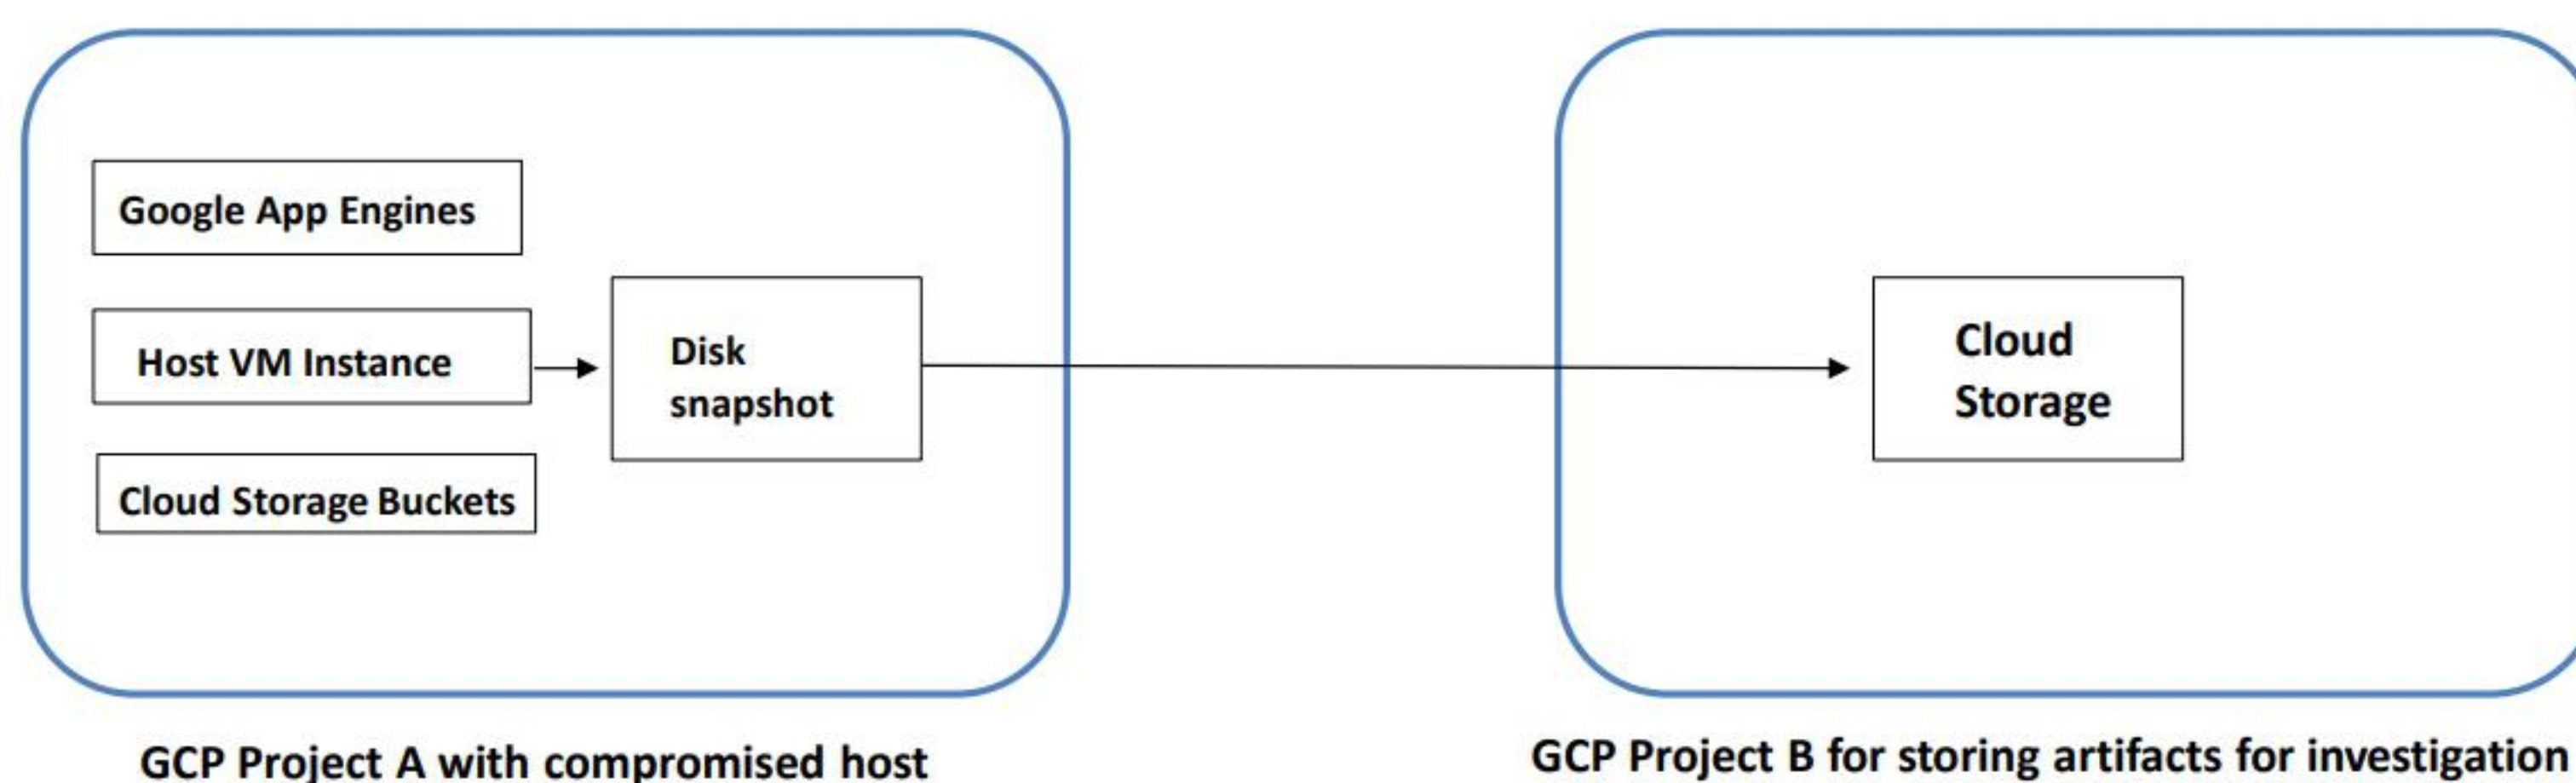 Google App Engines
Host VM Instance
Cloud Storage Buckets
Disk
snapshot
Cloud
Storage
GCP Project A with compromised host
GCP Project B for storing artifacts for investigation